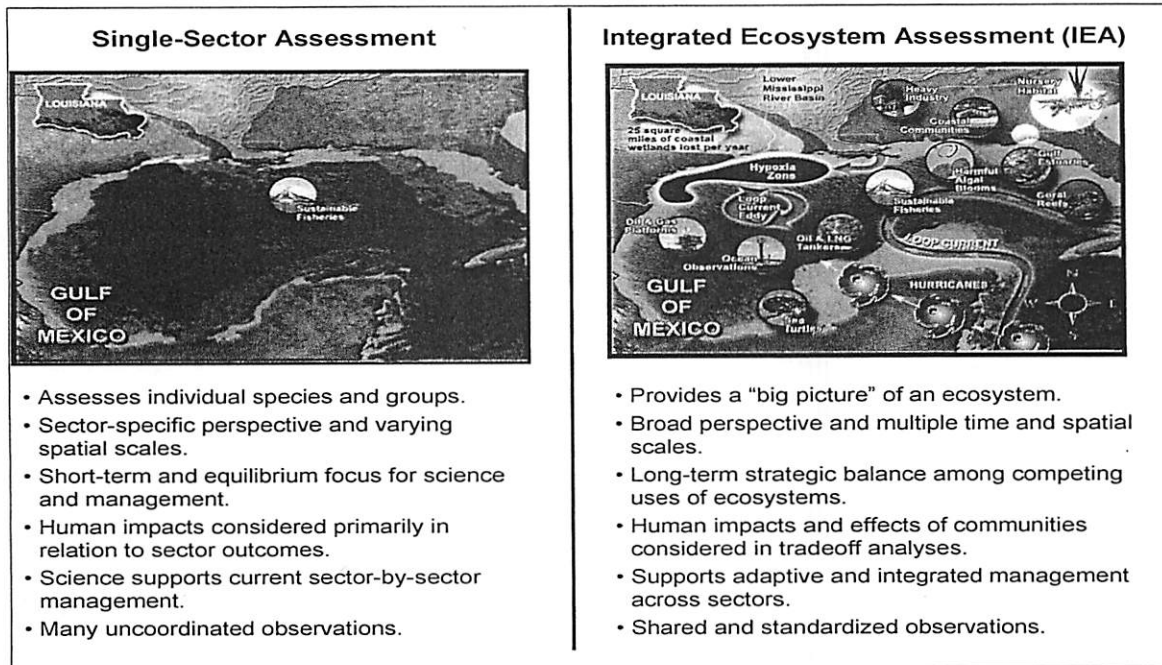 Single-Sector Assessment
LOUISIANA
Sustainable
Fisheries
GULF
OF
MEXICO
• Assesses individual species and groups.
• Sector-specific perspective and varying
spatial scales.
• Short-term and equilibrium focus for science
and management.
• Human impacts considered primarily in
relation to sector outcomes.
• Science supports current sector-by-sector
management.
• Many uncoordinated observations.
Integrated Ecosystem Assessment (IEA)
LOUISIANA
Lower
Mississippi
River Basin
Heavy
Industry
Nursery
Habitat
Coastal
Communities
25 square
miles of coastal
wetlands lost per year
Hypoxia
Zone
Harmful
Algal
Blooms
Gulf
Estuaries
Loop
Current
Eddy
Sustainable
Fisheries
Coral
Reefs
Oil & Gas
Platforms
Oil & LNG
Tankers
LOOP CURRENT
Ocean
Observations
HURRICANES
N
W
E
S
GULF
OF
MEXICO
Sea
Turtles
• Provides a "big picture" of an ecosystem.
• Broad perspective and multiple time and spatial
scales.
• Long-term strategic balance among competing
uses of ecosystems.
• Human impacts and effects of communities
considered in tradeoff analyses.
• Supports adaptive and integrated management
across sectors.
• Shared and standardized observations.